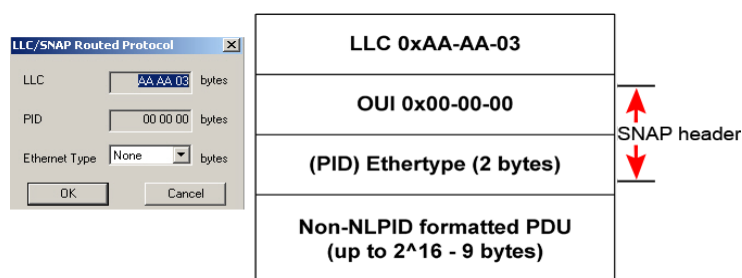 LLC/SNAP Routed Protocol
LLC AA AA 03 bytes
PID 00 00 00 bytes
Ethernet Type None bytes
OK Cancel
LLC 0xAA-AA-03
OUI 0x00-00-00
(PID) Ethertype (2 bytes)
SNAP header
Non-NLPID formatted PDU
(up to 2^16 - 9 bytes)